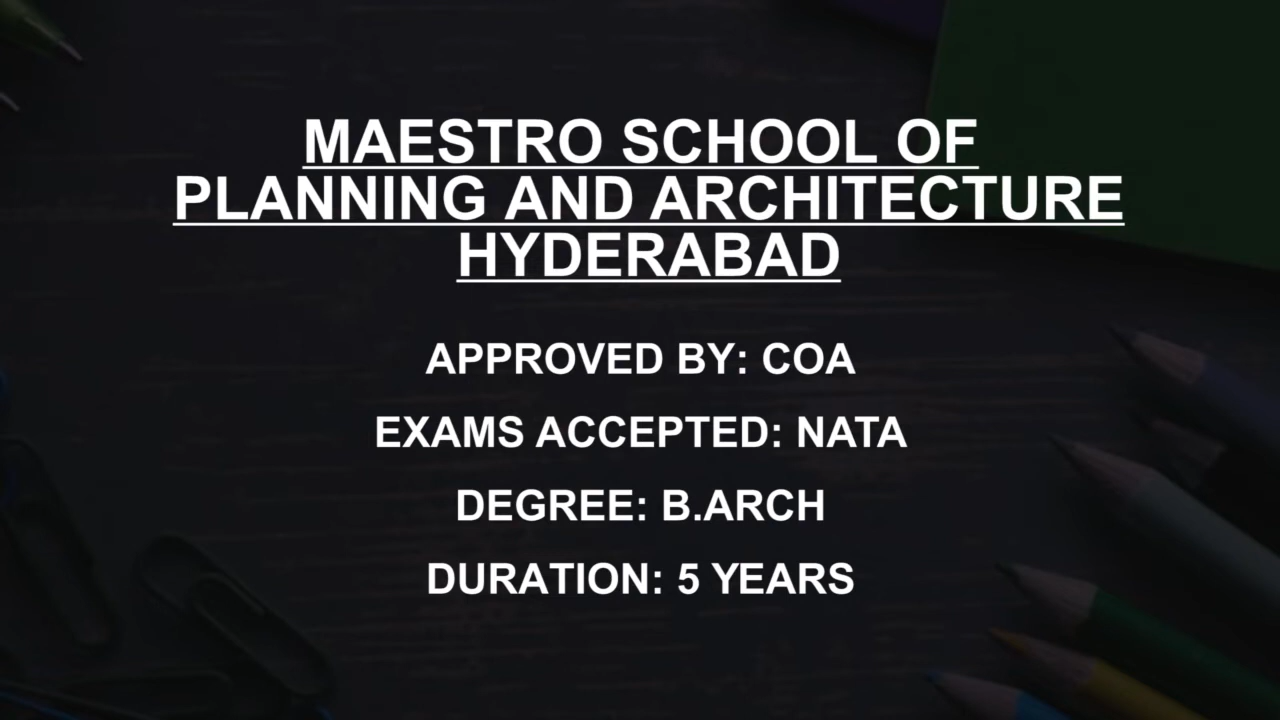 MAESTRO SCHOOL OF
PLANNING AND ARCHITECTURE
HYDERABAD
APPROVED BY: COA
EXAMS ACCEPTED: NATA
DEGREE: B.ARCH
DURATION: 5 YEARS